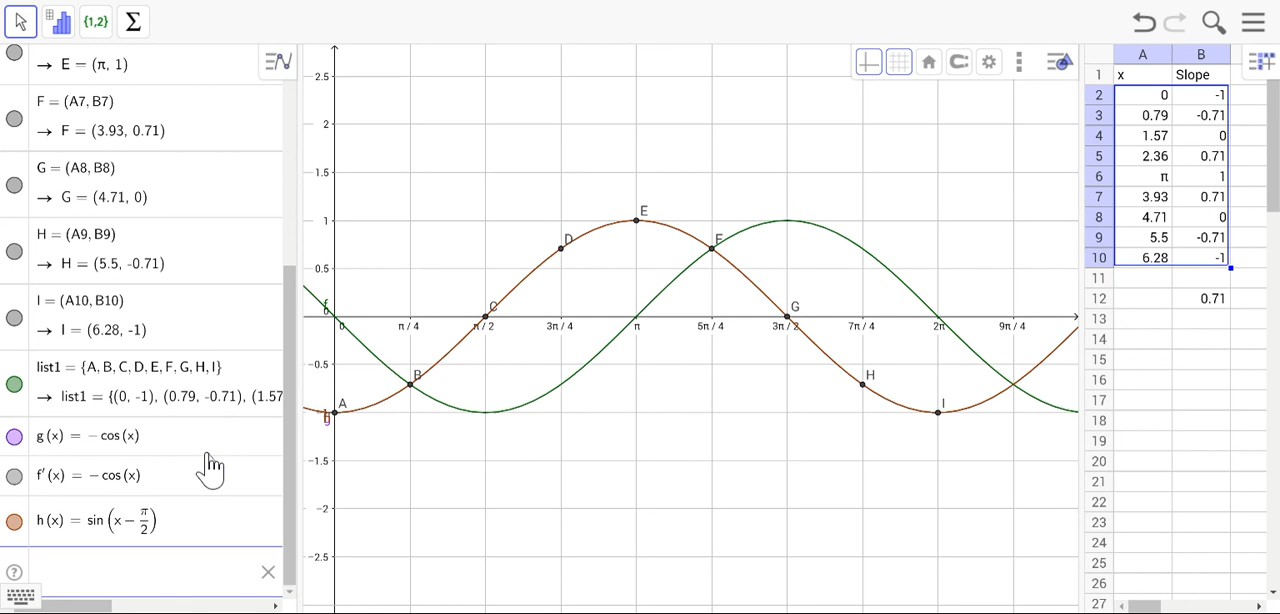 {1,2}
Σ
→ E = (π, 1)
F = (A7, B7)
→ F = (3.93, 0.71)
G = (A8, B8)
→ G = (4.71, 0)
H = (A9, B9)
→ H = (5.5, -0.71)
I = (A10, B10)
→ I = (6.28, -1)
list1 = {A, B, C, D, E, F, G, H, I}
→ list1 = {(0, -1), (0.79, -0.71), (1.57
g(x) = -cos(x)
f'(x) = -cos(x)
h(x) = sin(x - π/2)
?
2.5
2
1.5
1
0.5
-0.5
-1.5
-2
-2.5
0
π / 4
π / 2
3π / 4
π
5π / 4
3π / 2
7π / 4
2π
9π / 4
A
B
C
D
E
F
G
H
I
f
g
A B
1 x Slope
2 0 -1
3 0.79 -0.71
4 1.57 0
5 2.36 0.71
6 π 1
7 3.93 0.71
8 4.71 0
9 5.5 -0.71
10 6.28 -1
11
12 0.71
13
14
15
16
17
18
19
20
21
22
23
24
25
26
27